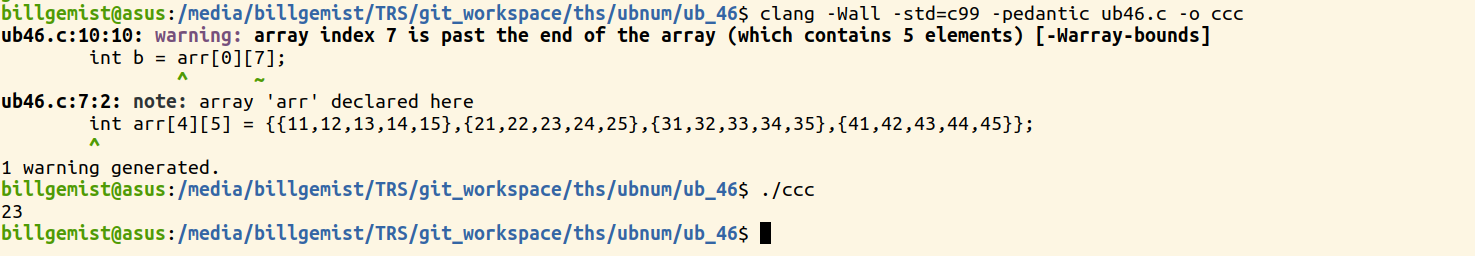 billgemist@asus:/media/billgemist/TRS/git_workspace/ths/ubnum/ub_46$ clang -Wall -std=c99 -pedantic ub46.c -o ccc
ub46.c:10:10: warning: array index 7 is past the end of the array (which contains 5 elements) [-Warray-bounds]
        int b = arr[0][7];
                ^      ~
ub46.c:7:2: note: array 'arr' declared here
        int arr[4][5] = {{11,12,13,14,15},{21,22,23,24,25},{31,32,33,34,35},{41,42,43,44,45}};
        ^
1 warning generated.
billgemist@asus:/media/billgemist/TRS/git_workspace/ths/ubnum/ub_46$ ./ccc
23
billgemist@asus:/media/billgemist/TRS/git_workspace/ths/ubnum/ub_46$